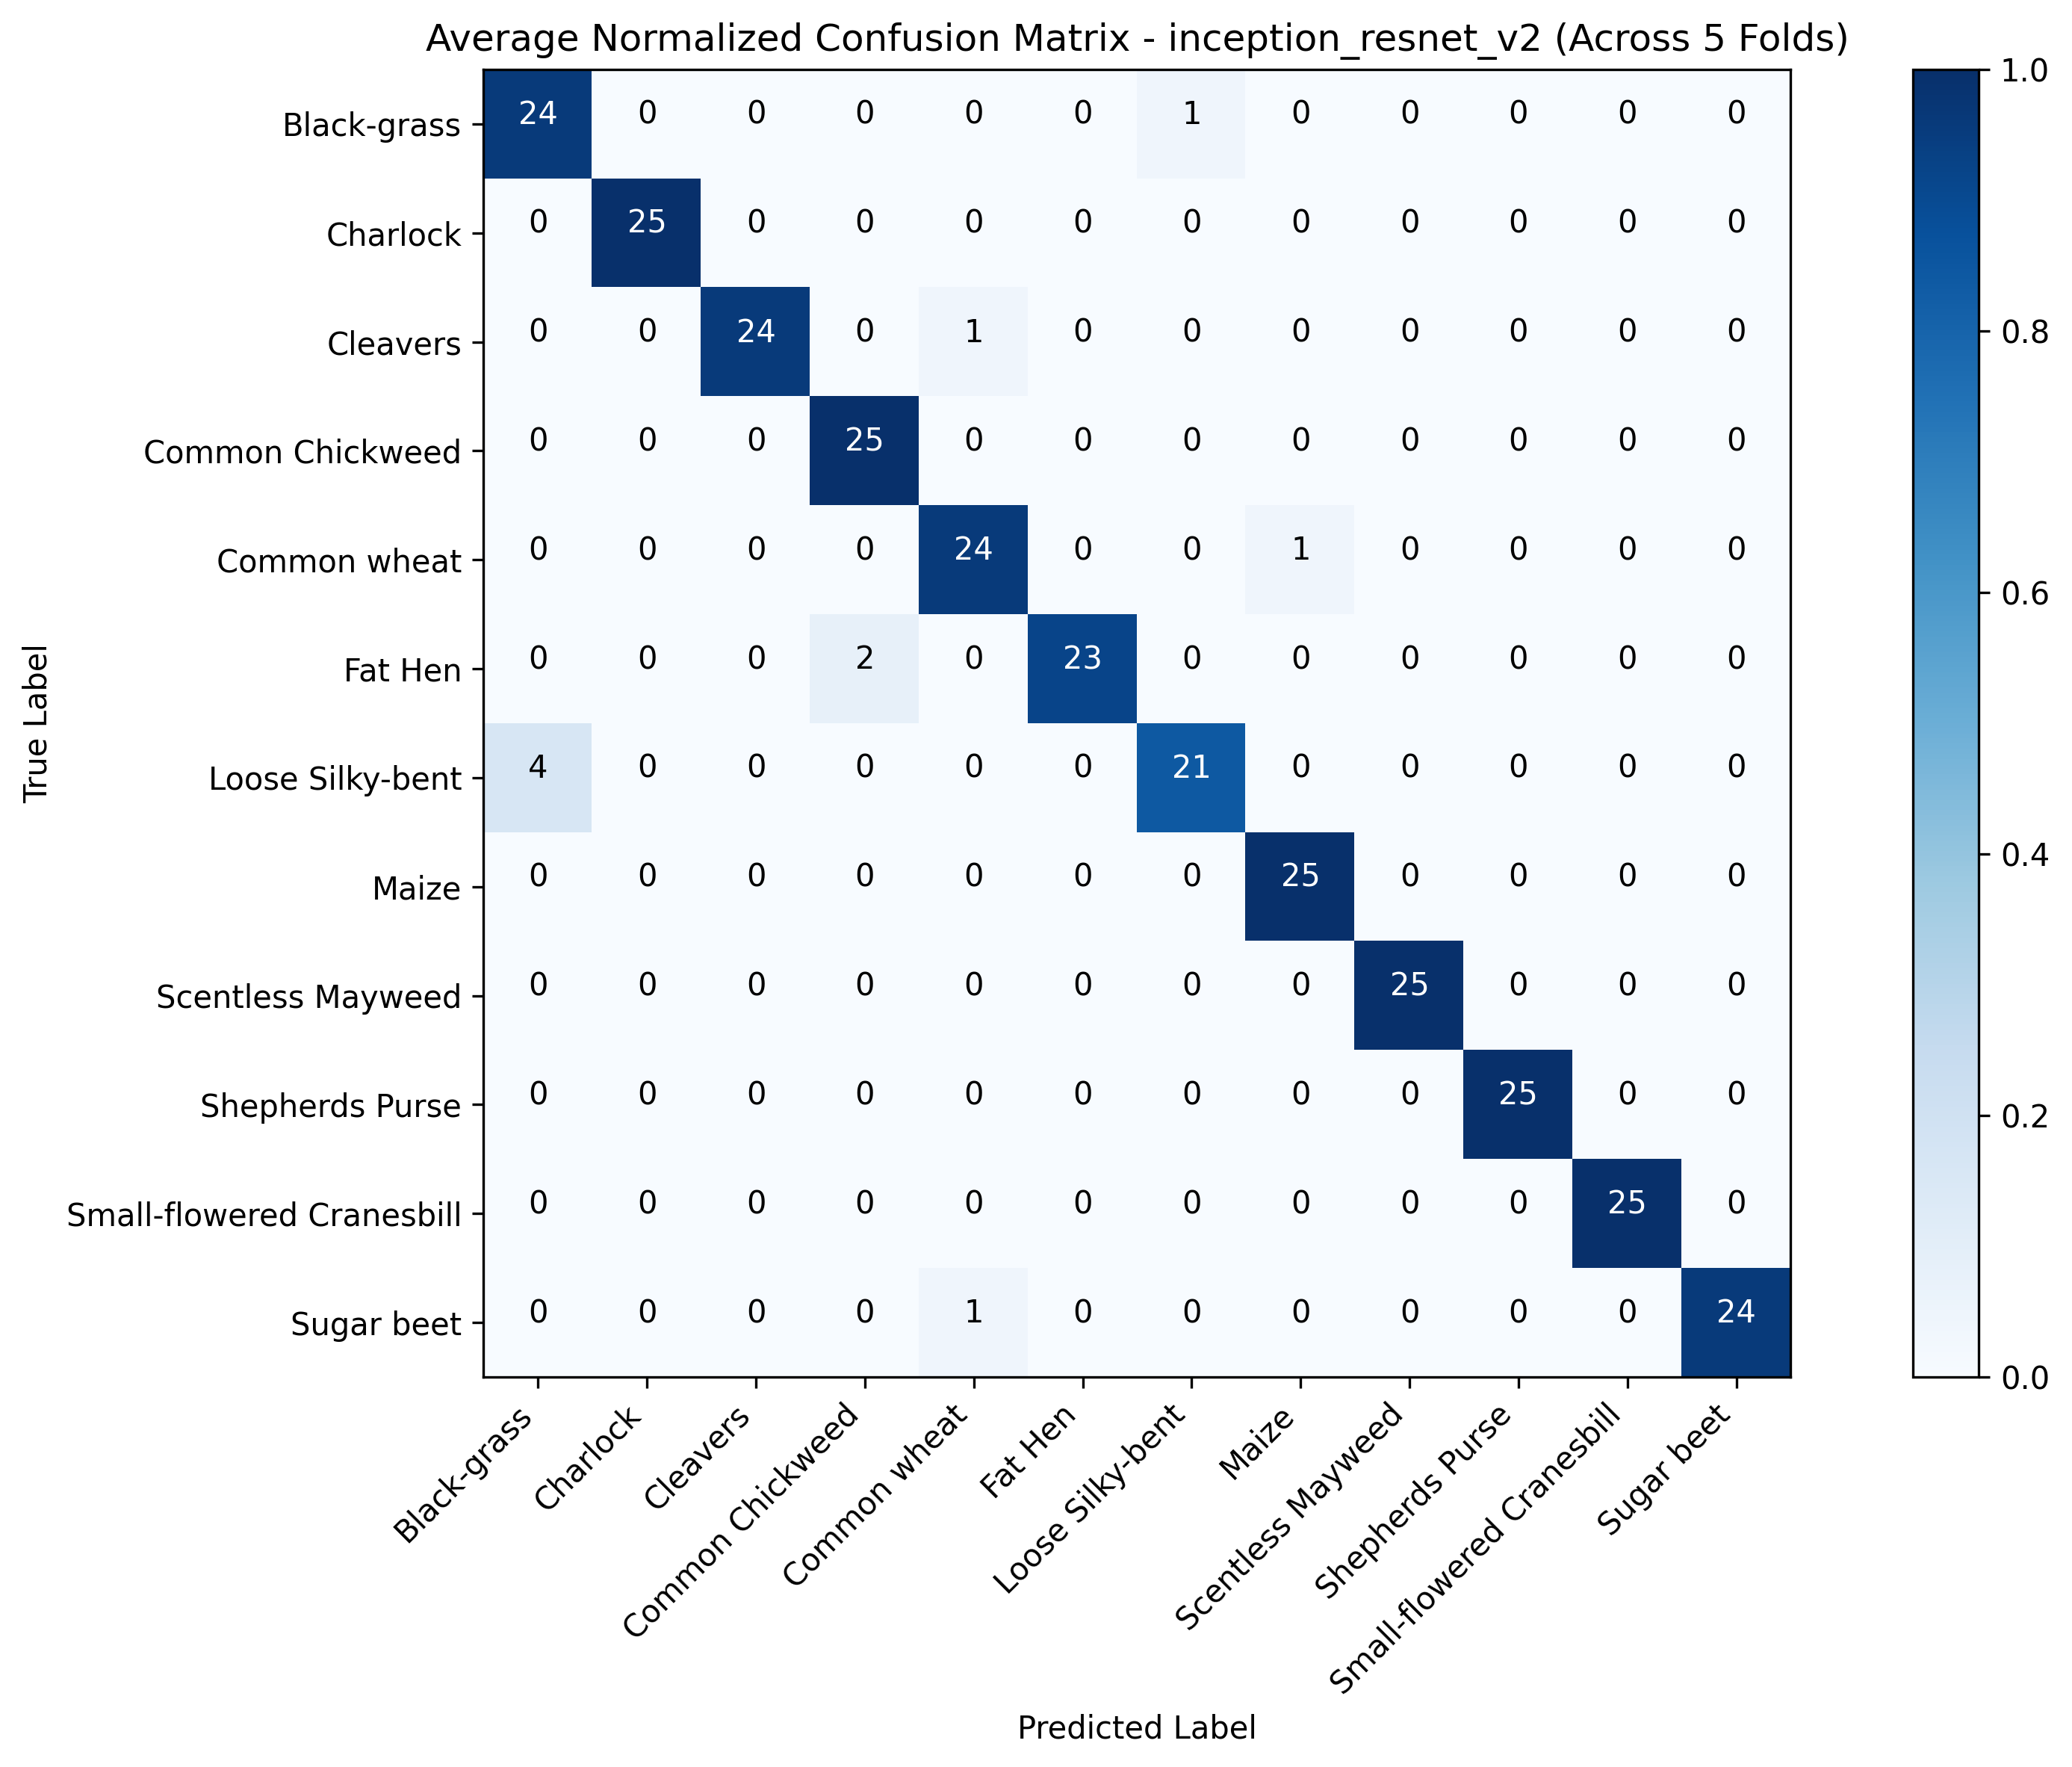 Average Normalized Confusion Matrix - inception_resnet_v2 (Across 5 Folds)
Black-grass 24 0 0 0 0 0 1 0 0 0 0 0
Charlock 0 25 0 0 0 0 0 0 0 0 0 0
Cleavers 0 0 24 0 1 0 0 0 0 0 0 0
Common Chickweed 0 0 0 25 0 0 0 0 0 0 0 0
Common wheat 0 0 0 0 24 0 0 1 0 0 0 0
Fat Hen 0 0 0 2 0 23 0 0 0 0 0 0
Loose Silky-bent 4 0 0 0 0 0 21 0 0 0 0 0
Maize 0 0 0 0 0 0 0 25 0 0 0 0
Scentless Mayweed 0 0 0 0 0 0 0 0 25 0 0 0
Shepherds Purse 0 0 0 0 0 0 0 0 0 25 0 0
Small-flowered Cranesbill 0 0 0 0 0 0 0 0 0 0 25 0
Sugar beet 0 0 0 0 1 0 0 0 0 0 0 24
True Label
Black-grass
Charlock
Cleavers
Common Chickweed
Common wheat
Fat Hen
Loose Silky-bent
Maize
Scentless Mayweed
Shepherds Purse
Small-flowered Cranesbill
Sugar beet
Predicted Label
1.0
0.8
0.6
0.4
0.2
0.0